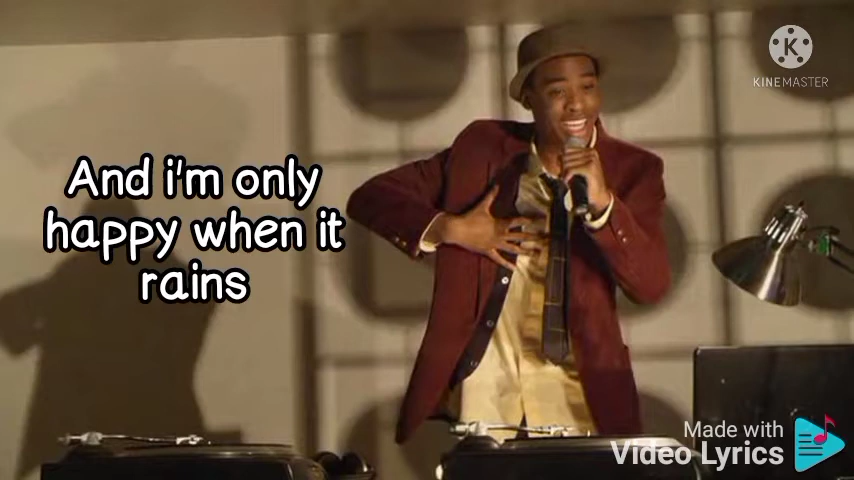 And i'm only
happy when it
rains
KINEMASTER
Made with
Video Lyrics